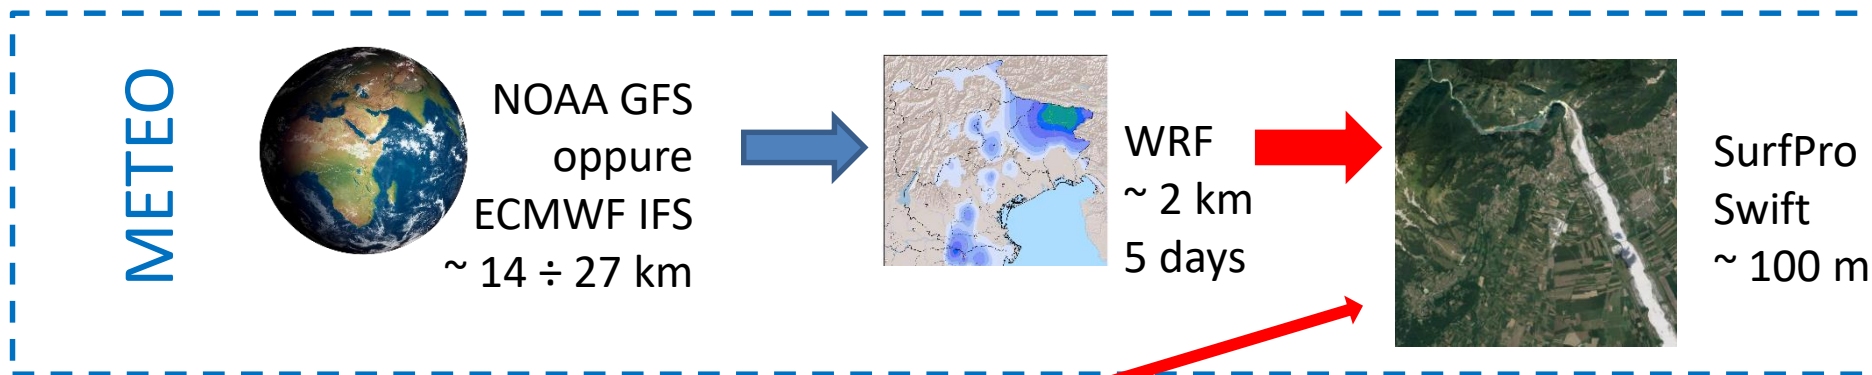 METEO
NOAA GFS
oppure
ECMWF IFS
~ 14 ÷ 27 km
WRF
~ 2 km
5 days
SurfPro
Swift
~ 100 m